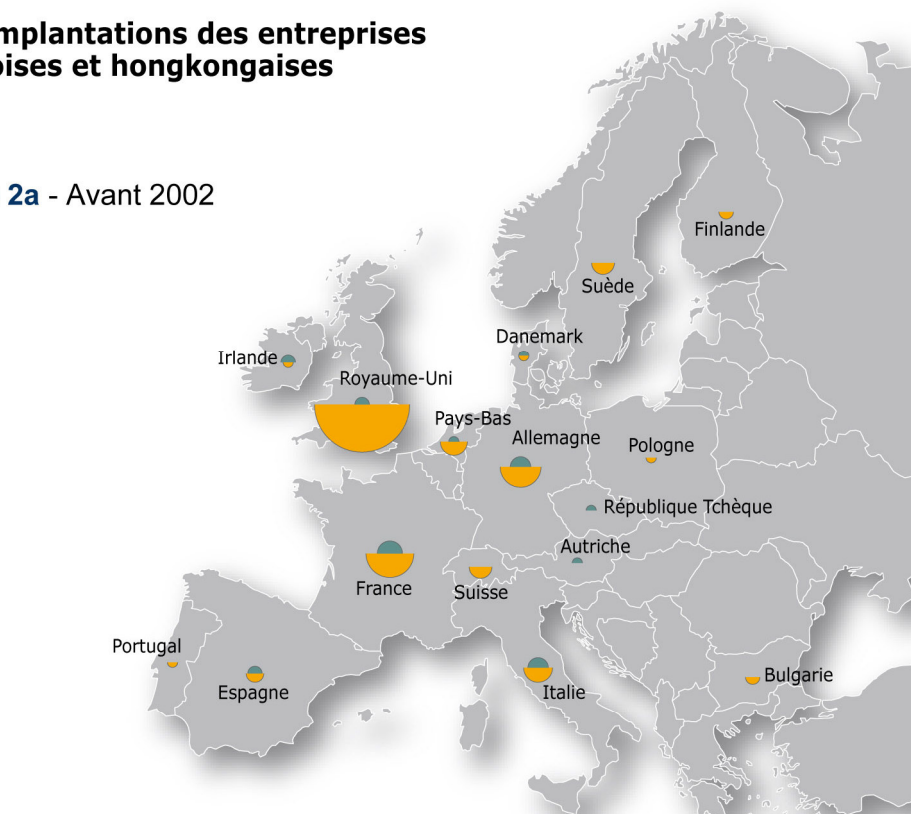 mplantations des entreprises
oises et hongkongaises
2a - Avant 2002
Finlande
Suède
Danemark
Irlande
Royaume-Uni
Pays-Bas
Allemagne
Pologne
République Tchèque
Autriche
France
Suisse
Portugal
Espagne
Italie
Bulgarie